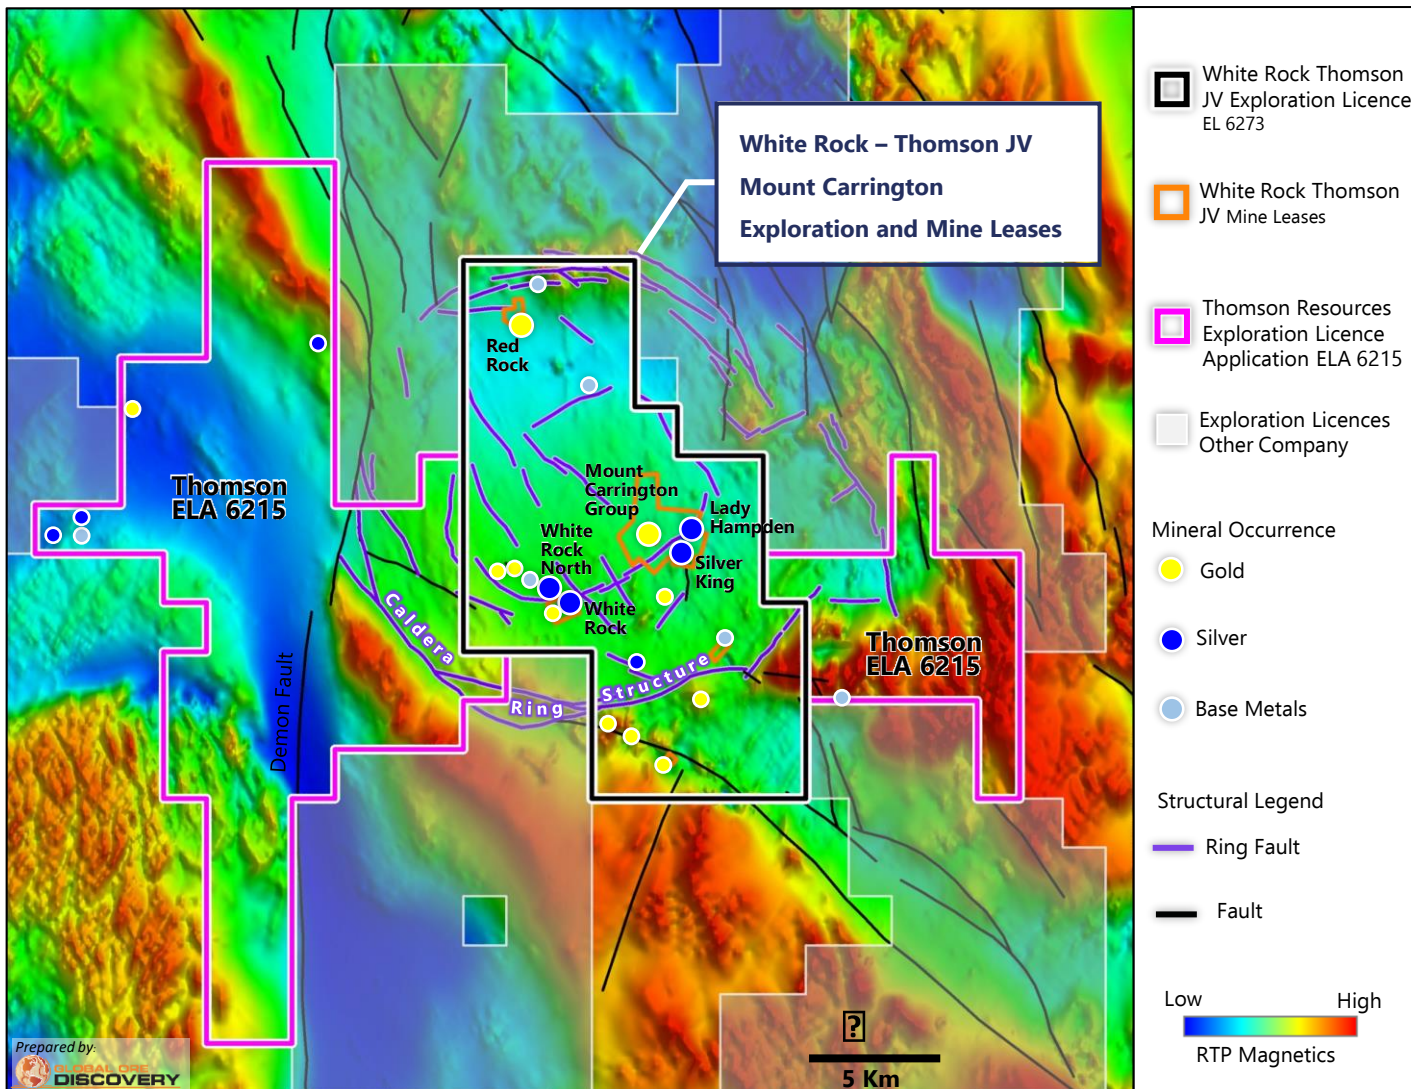 White Rock – Thomson JV
Mount Carrington
Exploration and Mine Leases
Red
Rock
Thomson
ELA 6215
Mount
Carrington
Group
Lady
Hampden
White
Rock
North
Silver
King
White
Rock
Caldera
Ring
Structure
Thomson
ELA 6215
Demon Fault
5 Km
Prepared by:
GLOBAL ORE
DISCOVERY
White Rock Thomson
JV Exploration Licence
EL 6273
White Rock Thomson
JV Mine Leases
Thomson Resources
Exploration Licence
Application ELA 6215
Exploration Licences
Other Company
Mineral Occurrence
Gold
Silver
Base Metals
Structural Legend
Ring Fault
Fault
Low High
RTP Magnetics